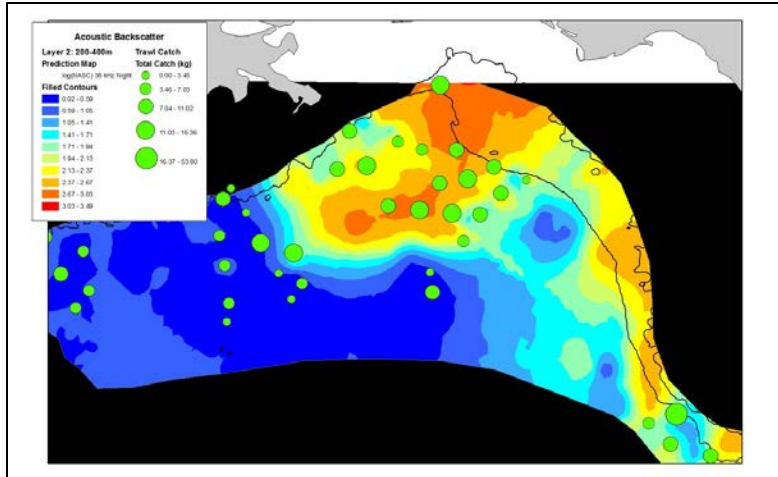 Acoustic Backscatter
Layer 2: 200-400m
Prediction Map
log(NASC) 38 kHz Night
Filled Contours
0.02 - 0.59
0.59 - 1.05
1.05 - 1.41
1.41 - 1.71
1.71 - 1.94
1.94 - 2.13
2.13 - 2.37
2.37 - 2.67
2.67 - 3.03
3.03 - 3.49
Trawl Catch
Total Catch (kg)
0.00 - 3.45
3.46 - 7.03
7.04 - 11.02
11.03 - 16.36